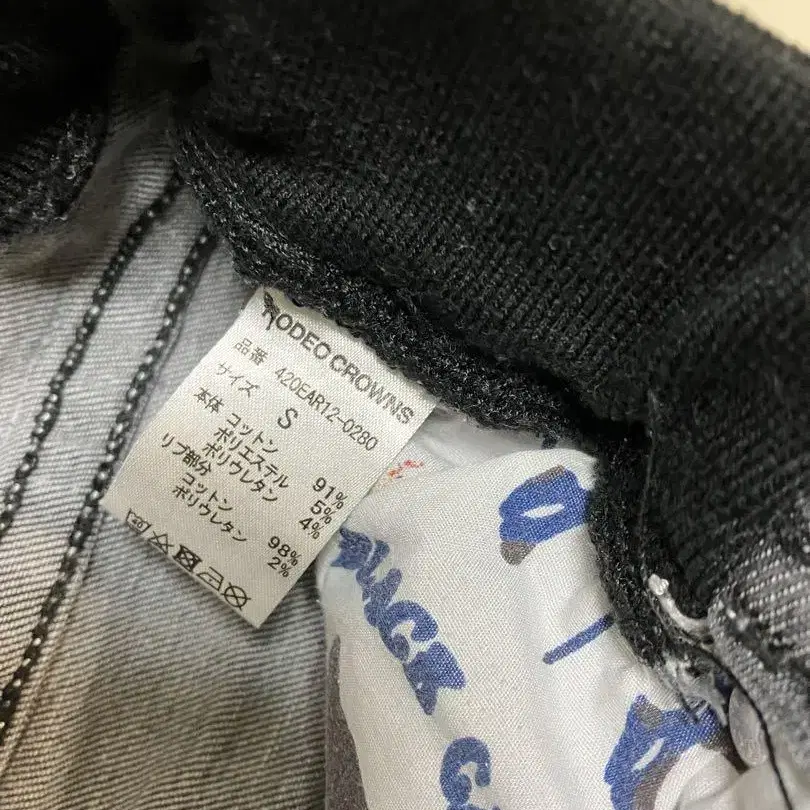 RODEO CROWNS
品番 420EAR12-0280
サイズ S
本体 コットン 91%
ポリエステル 5%
ポリウレタン 4%
リブ部分
コットン 98%
ポリウレタン 2%